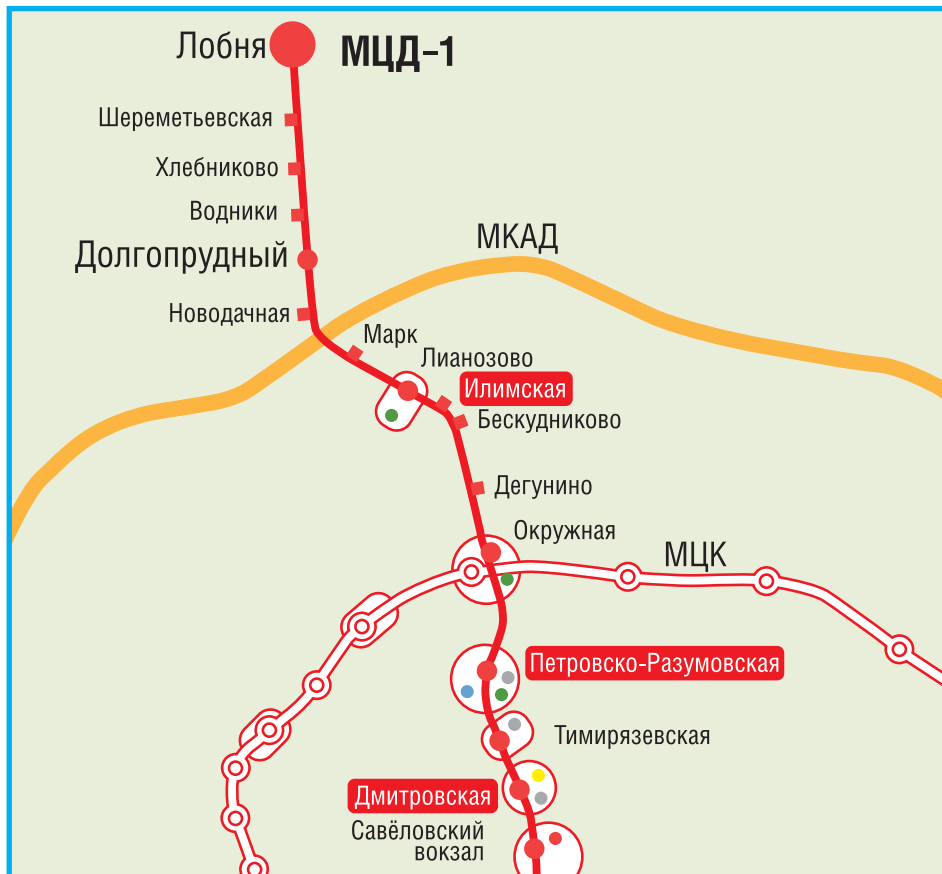 Лобня
МЦД-1
Шереметьевская
Хлебниково
Водники
Долгопрудный
МКАД
Новодачная
Марк
Лианозово
Илимская
Бескудниково
Дегунино
Окружная
МЦК
Петровско-Разумовская
Тимирязевская
Дмитровская
Савёловский
вокзал